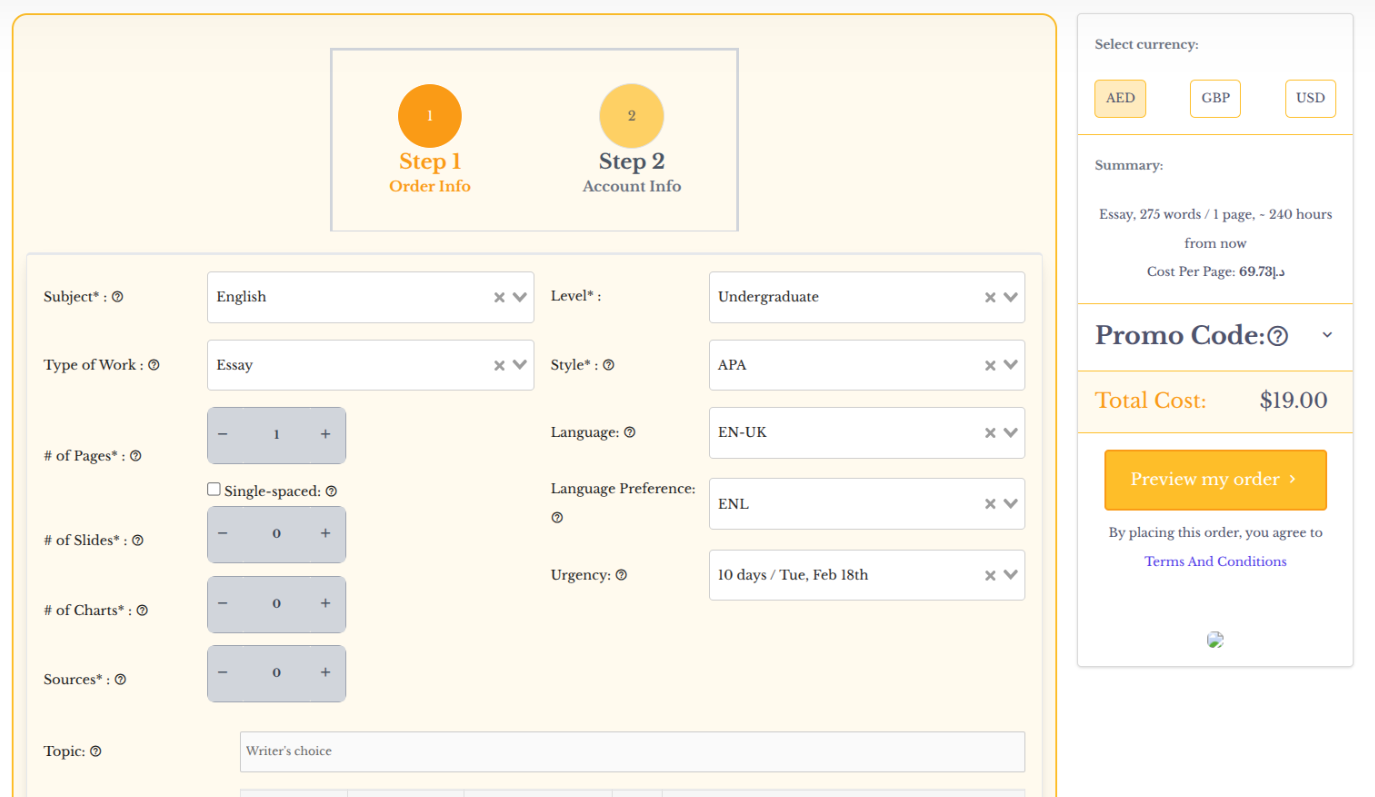 1
2
Step 1
Step 2
Order Info
Account Info
Subject* :
English
Level* :
Undergraduate
Type of Work :
Essay
Style* :
APA
# of Pages* :
− 1 +
Single-spaced:
Language:
EN-UK
# of Slides* :
− 0 +
Language Preference:
ENL
# of Charts* :
− 0 +
Urgency:
10 days / Tue, Feb 18th
Sources* :
− 0 +
Topic:
Writer's choice
Select currency:
AED
GBP
USD
Summary:
Essay, 275 words / 1 page, ~ 240 hours
from now
Cost Per Page: 69.73د.إ
Promo Code:
Total Cost: $19.00
Preview my order ›
By placing this order, you agree to
Terms And Conditions